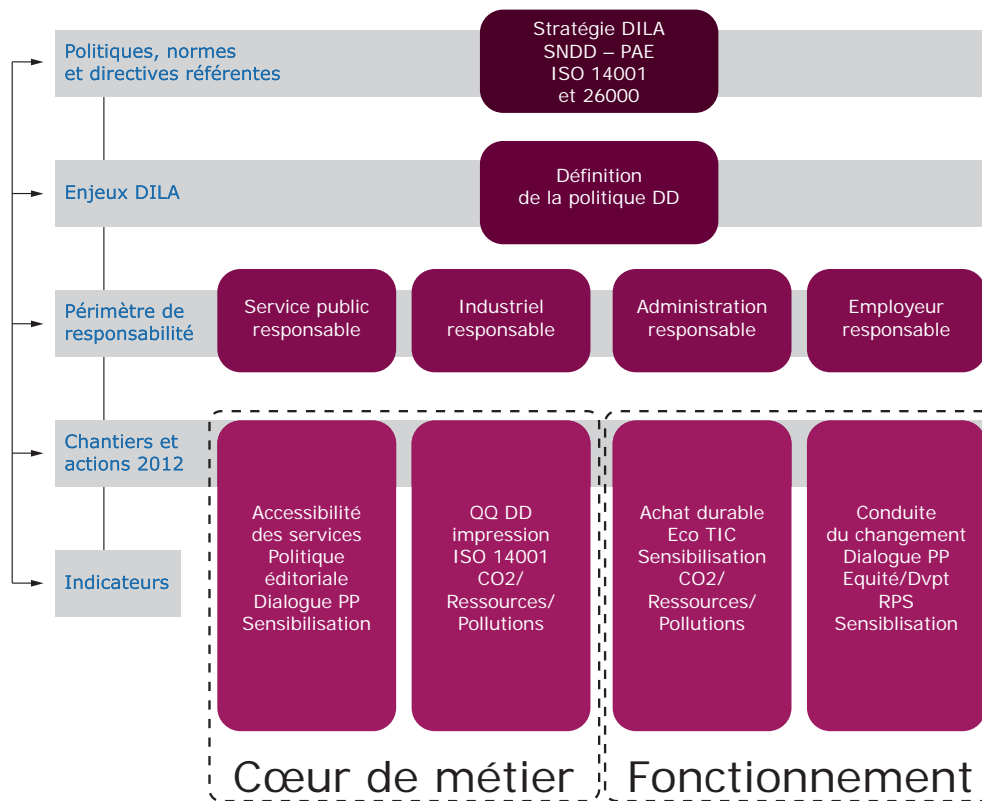 Politiques, normes
et directives référentes
Stratégie DILA
SNDD – PAE
ISO 14001
et 26000
Enjeux DILA
Définition
de la politique DD
Périmètre de
responsabilité
Service public
responsable
Industriel
responsable
Administration
responsable
Employeur
responsable
Chantiers et
actions 2012
Indicateurs
Accessibilité
des services
Politique
éditoriale
Dialogue PP
Sensibilisation
QQ DD
impression
ISO 14001
CO2/
Ressources/
Pollutions
Achat durable
Eco TIC
Sensibilisation
CO2/
Ressources/
Pollutions
Conduite
du changement
Dialogue PP
Equité/Dvpt
RPS
Sensiblisation
Cœur de métier
Fonctionnement